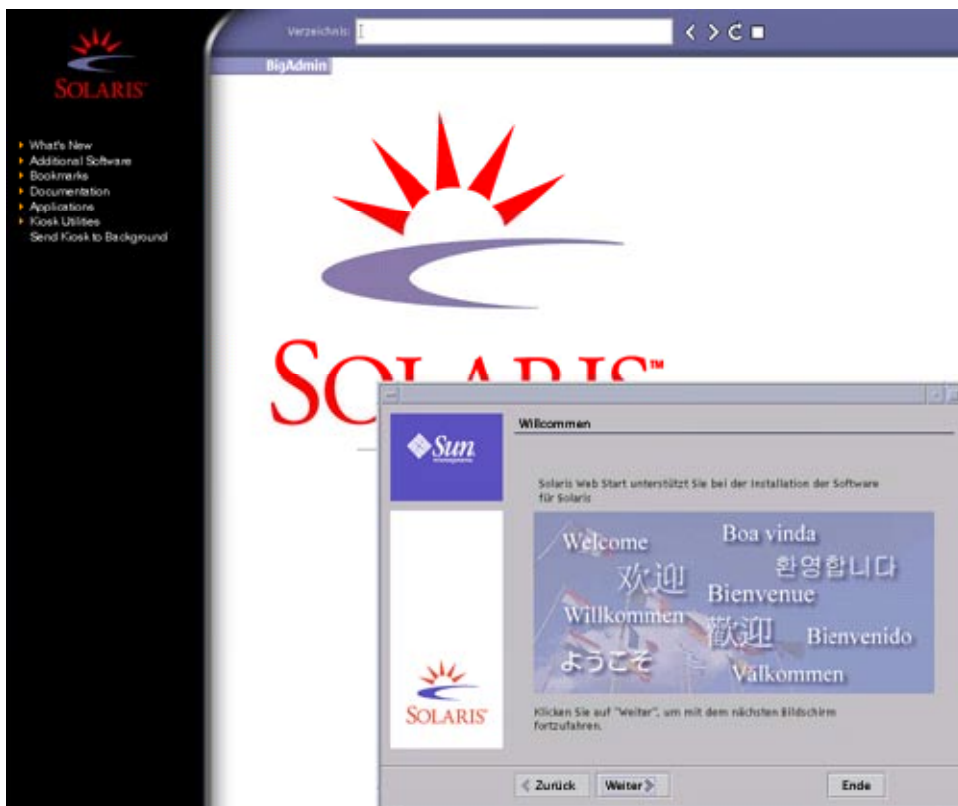 Verzeichnis:
BigAdmin
SOLARIS™
What's New
Additional Software
Bookmarks
Documentation
Applications
Kiosk Utilities
Send Kiosk to Background
SOLARIS™
Willkommen
Sun
Solaris Web Start unterstützt Sie bei der Installation der Software
für Solaris
Welcome
Boa vinda
欢迎
환영합니다
Bienvenue
Willkommen
歡迎
Bienvenido
ようこそ
Valkommen
SOLARIS™
Klicken Sie auf "Weiter", um mit dem nächsten Bildschirm
fortzufahren.
Zurück
Weiter
Ende